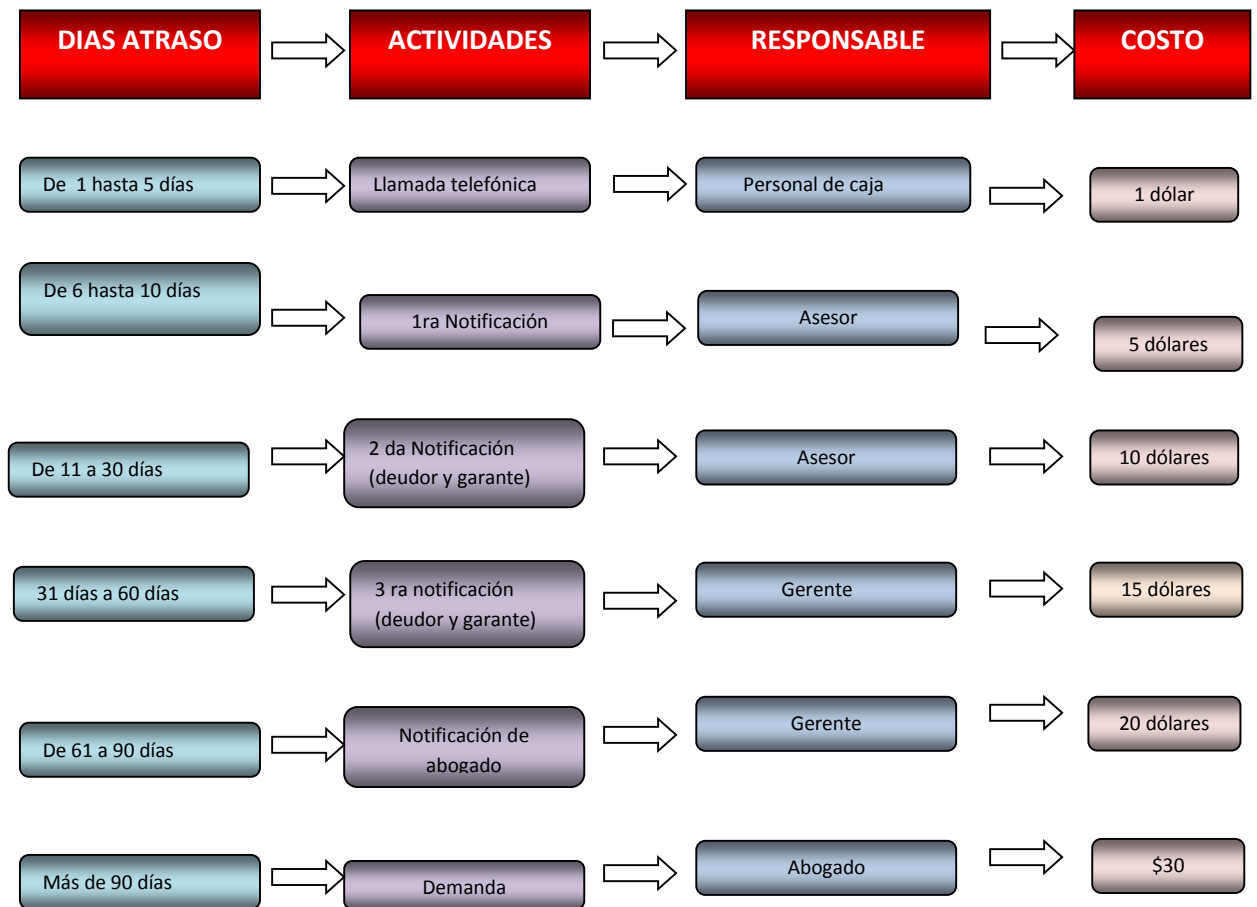 DIAS ATRASO
ACTIVIDADES
RESPONSABLE
COSTO
De 1 hasta 5 días
Llamada telefónica
Personal de caja
1 dólar
De 6 hasta 10 días
1ra Notificación
Asesor
5 dólares
De 11 a 30 días
2 da Notificación
(deudor y garante)
Asesor
10 dólares
31 días a 60 días
3 ra notificación
(deudor y garante)
Gerente
15 dólares
De 61 a 90 días
Notificación de
abogado
Gerente
20 dólares
Más de 90 días
Demanda
Abogado
$30